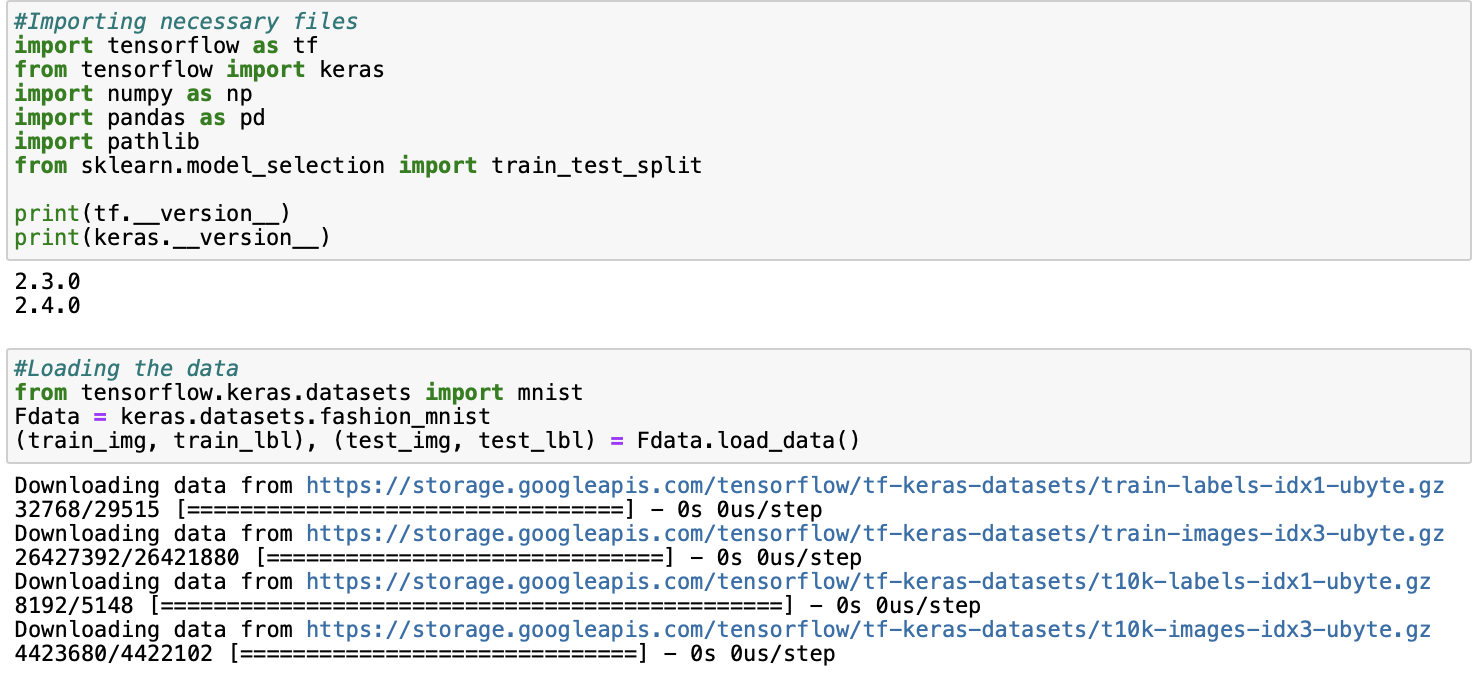 #Importing necessary files
import tensorflow as tf
from tensorflow import keras
import numpy as np
import pandas as pd
import pathlib
from sklearn.model_selection import train_test_split
print(tf.__version__)
print(keras.__version__)
2.3.0
2.4.0
#Loading the data
from tensorflow.keras.datasets import mnist
Fdata = keras.datasets.fashion_mnist
(train_img, train_lbl), (test_img, test_lbl) = Fdata.load_data()
Downloading data from https://storage.googleapis.com/tensorflow/tf-keras-datasets/train-labels-idx1-ubyte.gz
32768/29515 [=================================] - 0s 0us/step
Downloading data from https://storage.googleapis.com/tensorflow/tf-keras-datasets/train-images-idx3-ubyte.gz
26427392/26421880 [==============================] - 0s 0us/step
Downloading data from https://storage.googleapis.com/tensorflow/tf-keras-datasets/t10k-labels-idx1-ubyte.gz
8192/5148 [===============================================] - 0s 0us/step
Downloading data from https://storage.googleapis.com/tensorflow/tf-keras-datasets/t10k-images-idx3-ubyte.gz
4423680/4422102 [==============================] - 0s 0us/step